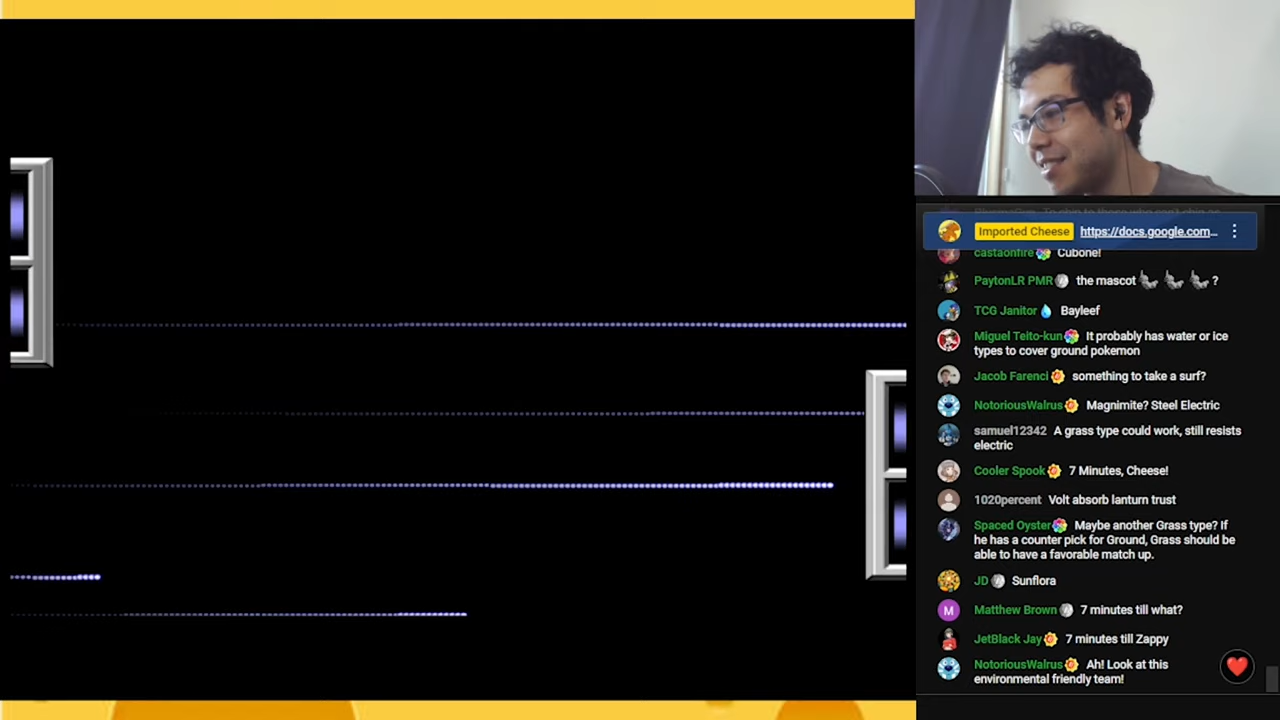 Imported Cheese https://docs.google.com...
castaonfire Cubone!
PaytonLR PMR the mascot ?
TCG Janitor Bayleef
Miguel Teito-kun It probably has water or ice
types to cover ground pokemon
Jacob Farenci something to take a surf?
NotoriousWalrus Magnimite? Steel Electric
samuel12342 A grass type could work, still resists
electric
Cooler Spook 7 Minutes, Cheese!
1020percent Volt absorb lanturn trust
Spaced Oyster Maybe another Grass type? If
he has a counter pick for Ground, Grass should be
able to have a favorable match up.
JD Sunflora
M Matthew Brown 7 minutes till what?
JetBlack Jay 7 minutes till Zappy
NotoriousWalrus Ah! Look at this
environmental friendly team!